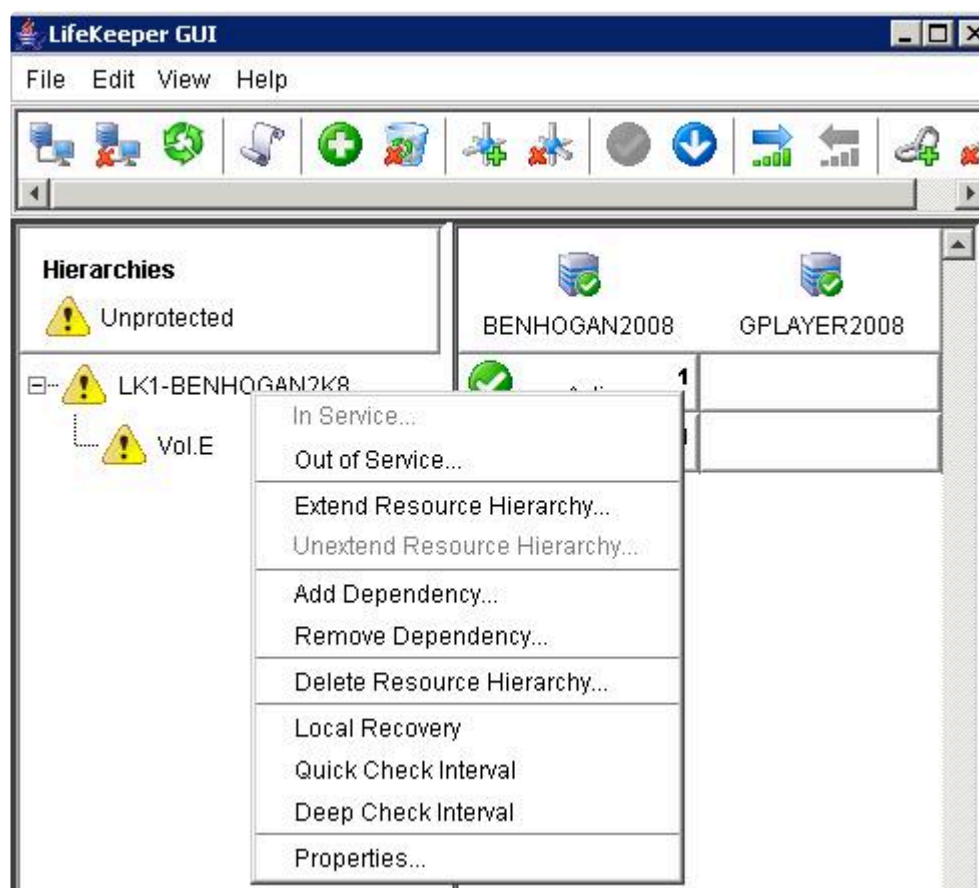 LifeKeeper GUI
File Edit View Help
Hierarchies
Unprotected
BENHOGAN2008 GPLAYER2008
LK1-BENHOGAN2K8
1
Vol.E
In Service...
Out of Service...
Extend Resource Hierarchy...
Unextend Resource Hierarchy...
Add Dependency...
Remove Dependency...
Delete Resource Hierarchy...
Local Recovery
Quick Check Interval
Deep Check Interval
Properties...